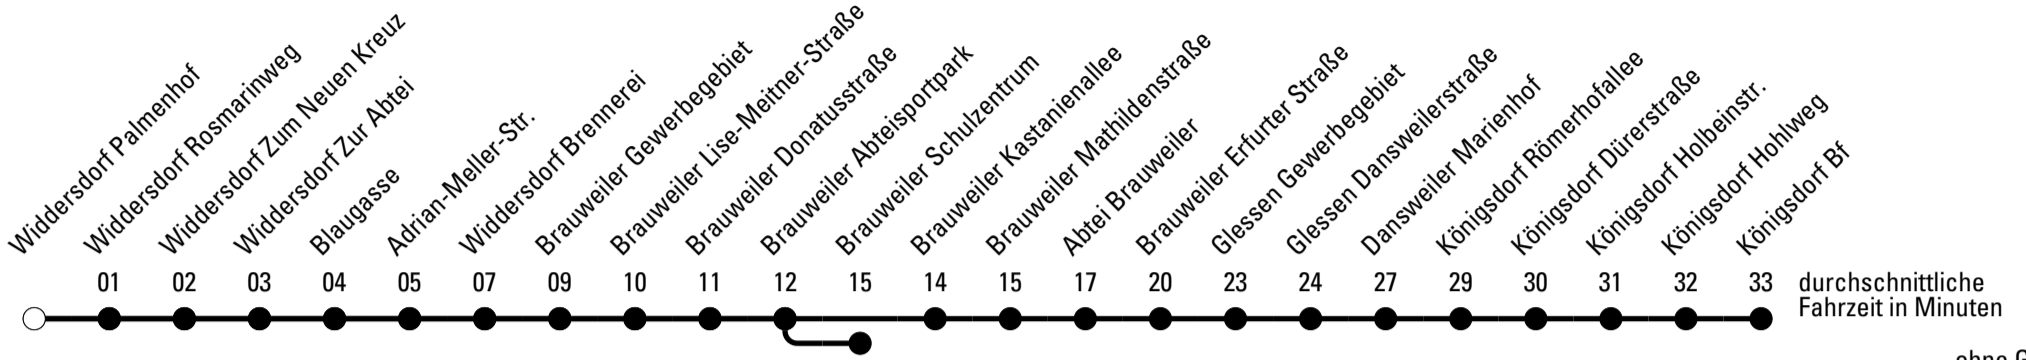 Widdersdorf Palmenhof
Widdersdorf Rosmarinweg
Widdersdorf Zum Neuen Kreuz
Widdersdorf Zur Abtei
Blaugasse
Adrian-Meller-Str.
Widdersdorf Brennerei
Brauweiler Gewerbegebiet
Brauweiler Lise-Meitner-Straße
Brauweiler Donatusstraße
Brauweiler Abteisportpark
Brauweiler Schulzentrum
Brauweiler Kastanienallee
Brauweiler Mathildenstraße
Abtei Brauweiler
Brauweiler Erfurter Straße
Glessen Gewerbegebiet
Glessen Dansweilerstraße
Dansweiler Marienhof
Königsdorf Römerhofallee
Königsdorf Dürerstraße
Königsdorf Holbeinstr.
Königsdorf Hohlweg
Königsdorf Bf
01 02 03 04 05 07 09 10 11 12 15 14 15 17 20 23 24 27 29 30 31 32 33 durchschnittliche
Fahrzeit in Minuten